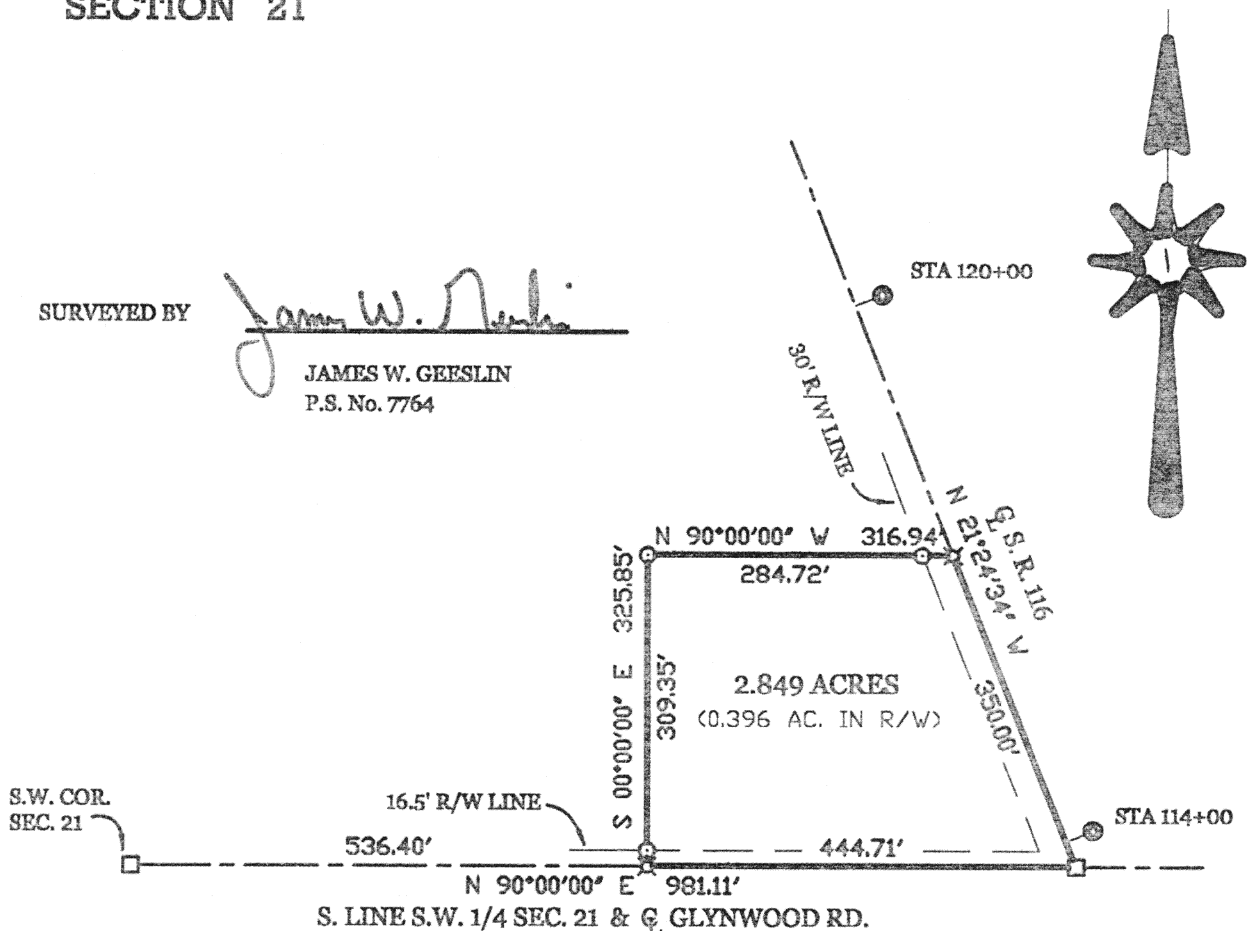 SECTION 21
STA 120+00
SURVEYED BY
James W. Geeslin
JAMES W. GEESLIN
P.S. No. 7764
30' R/W LINE
N 21°24'34" W
℄ S. R. 116
N 90°00'00" W 316.94'
284.72'
S 00°00'00" E 325.85'
309.35'
2.849 ACRES
(0.396 AC. IN R/W)
350.00'
S.W. COR.
SEC. 21
16.5' R/W LINE
STA 114+00
536.40'
444.71'
N 90°00'00" E 981.11'
S. LINE S.W. 1/4 SEC. 21 & ℄ GLYNWOOD RD.